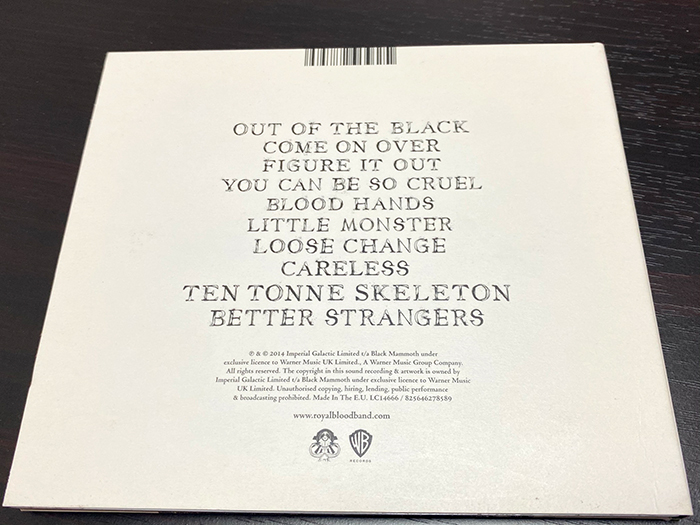 OUT OF THE BLACK
COME ON OVER
FIGURE IT OUT
YOU CAN BE SO CRUEL
BLOOD HANDS
LITTLE MONSTER
LOOSE CHANGE
CARELESS
TEN TONNE SKELETON
BETTER STRANGERS
℗ & © 2014 Imperial Galactic Limited t/a Black Mammoth under
exclusive licence to Warner Music UK Limited., A Warner Music Group Company.
All rights reserved. The copyright in this sound recording & artwork is owned by
Imperial Galactic Limited t/a Black Mammoth under exclusive licence to Warner Music
UK Limited. Unauthorised copying, hiring, lending, public performance
& broadcasting prohibited. Made In The E.U. LC14666 / 825646278589
www.royalbloodband.com
WB
RECORDS